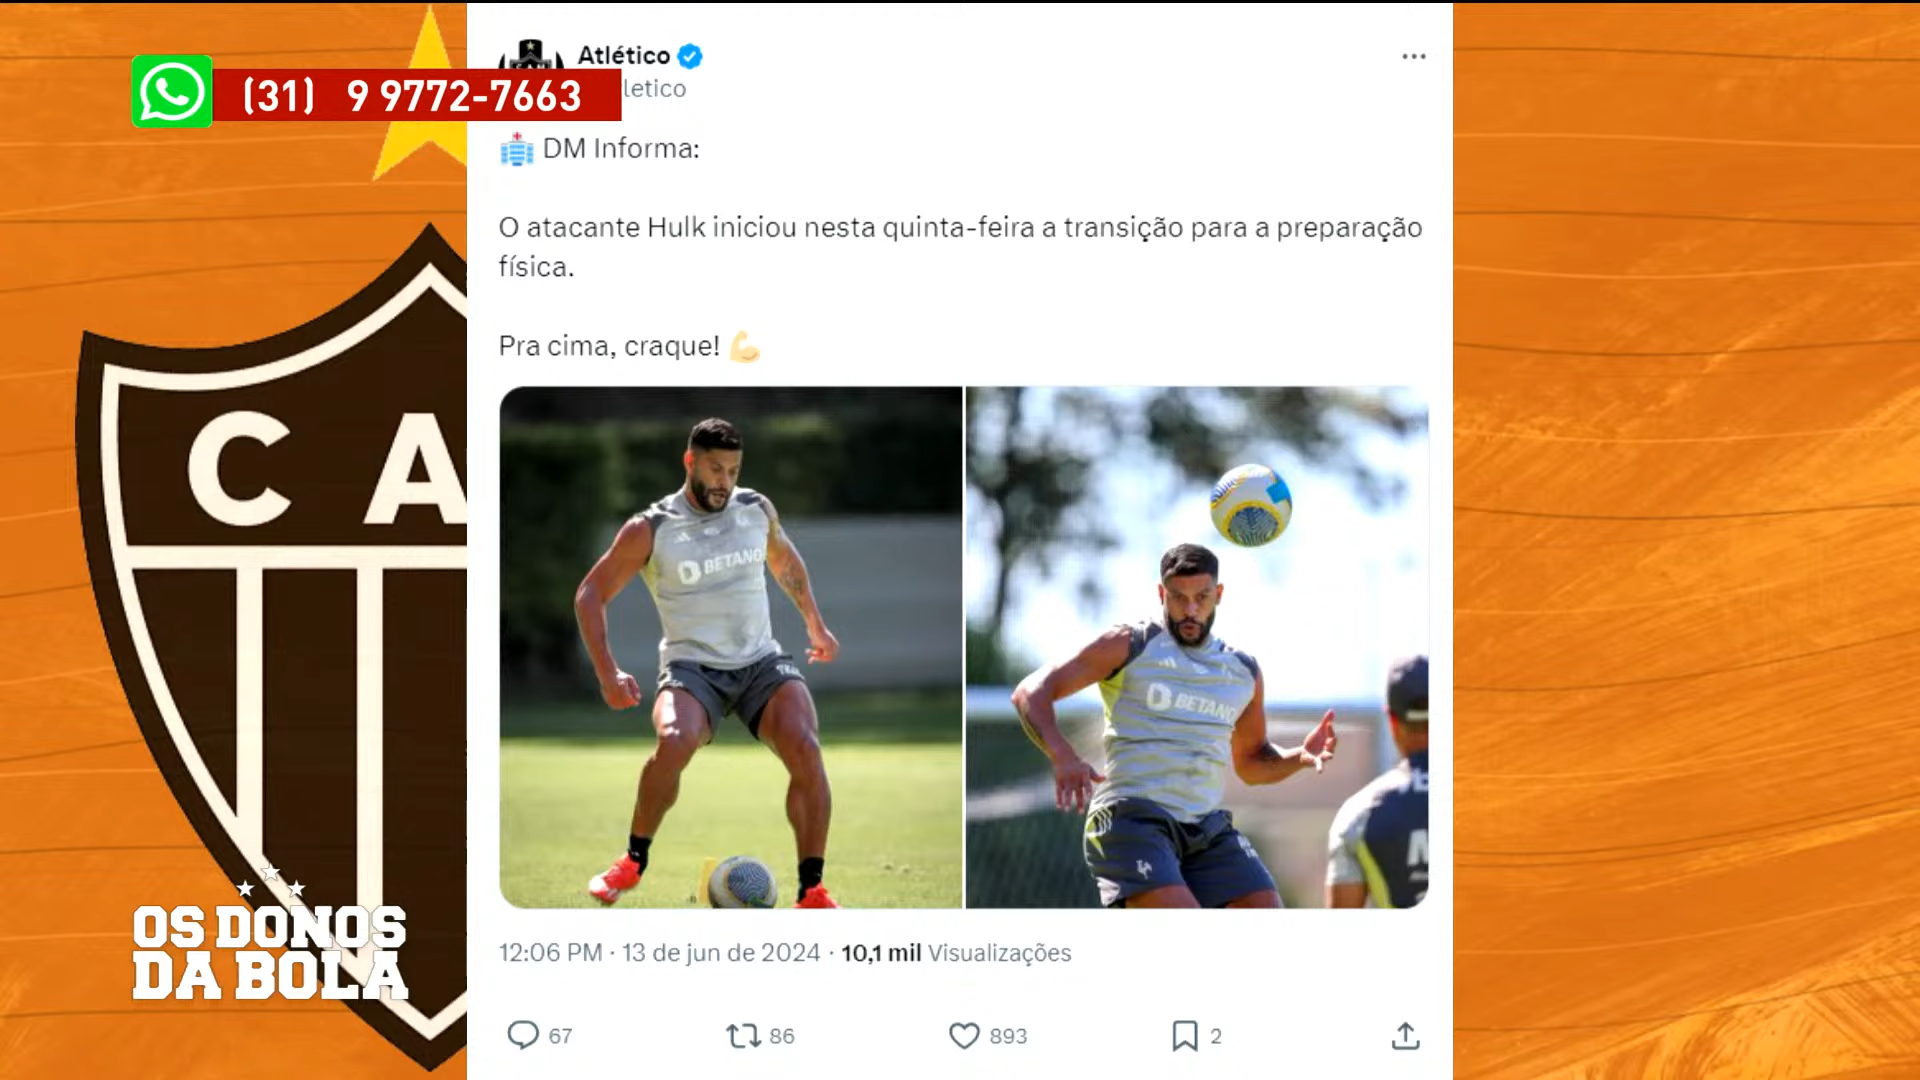 Atlético
letico
(31) 9 9772-7663
DM Informa:
O atacante Hulk iniciou nesta quinta-feira a transição para a preparação
física.
Pra cima, craque!
C A
BETANO
BETANO
12:06 PM · 13 de jun de 2024 · 10,1 mil Visualizações
67 86 893 2
OS DONOS
DA BOLA